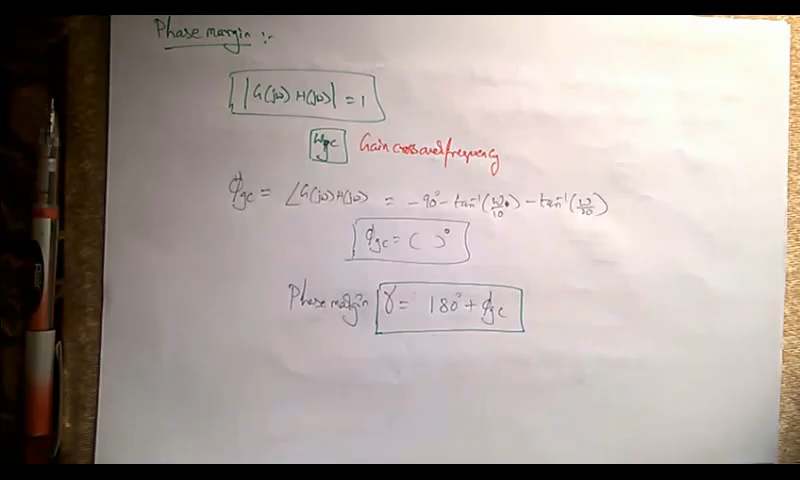 Phase margin :-
|G(jω) H(jω)| = 1
ωgc Gain crossover frequency
ϕgc = ∠G(jω)H(jω) = -90° - tan⁻¹(ω/10) - tan⁻¹(ω/20)
ϕgc = ( )°
Phase margin γ = 180° + ϕgc